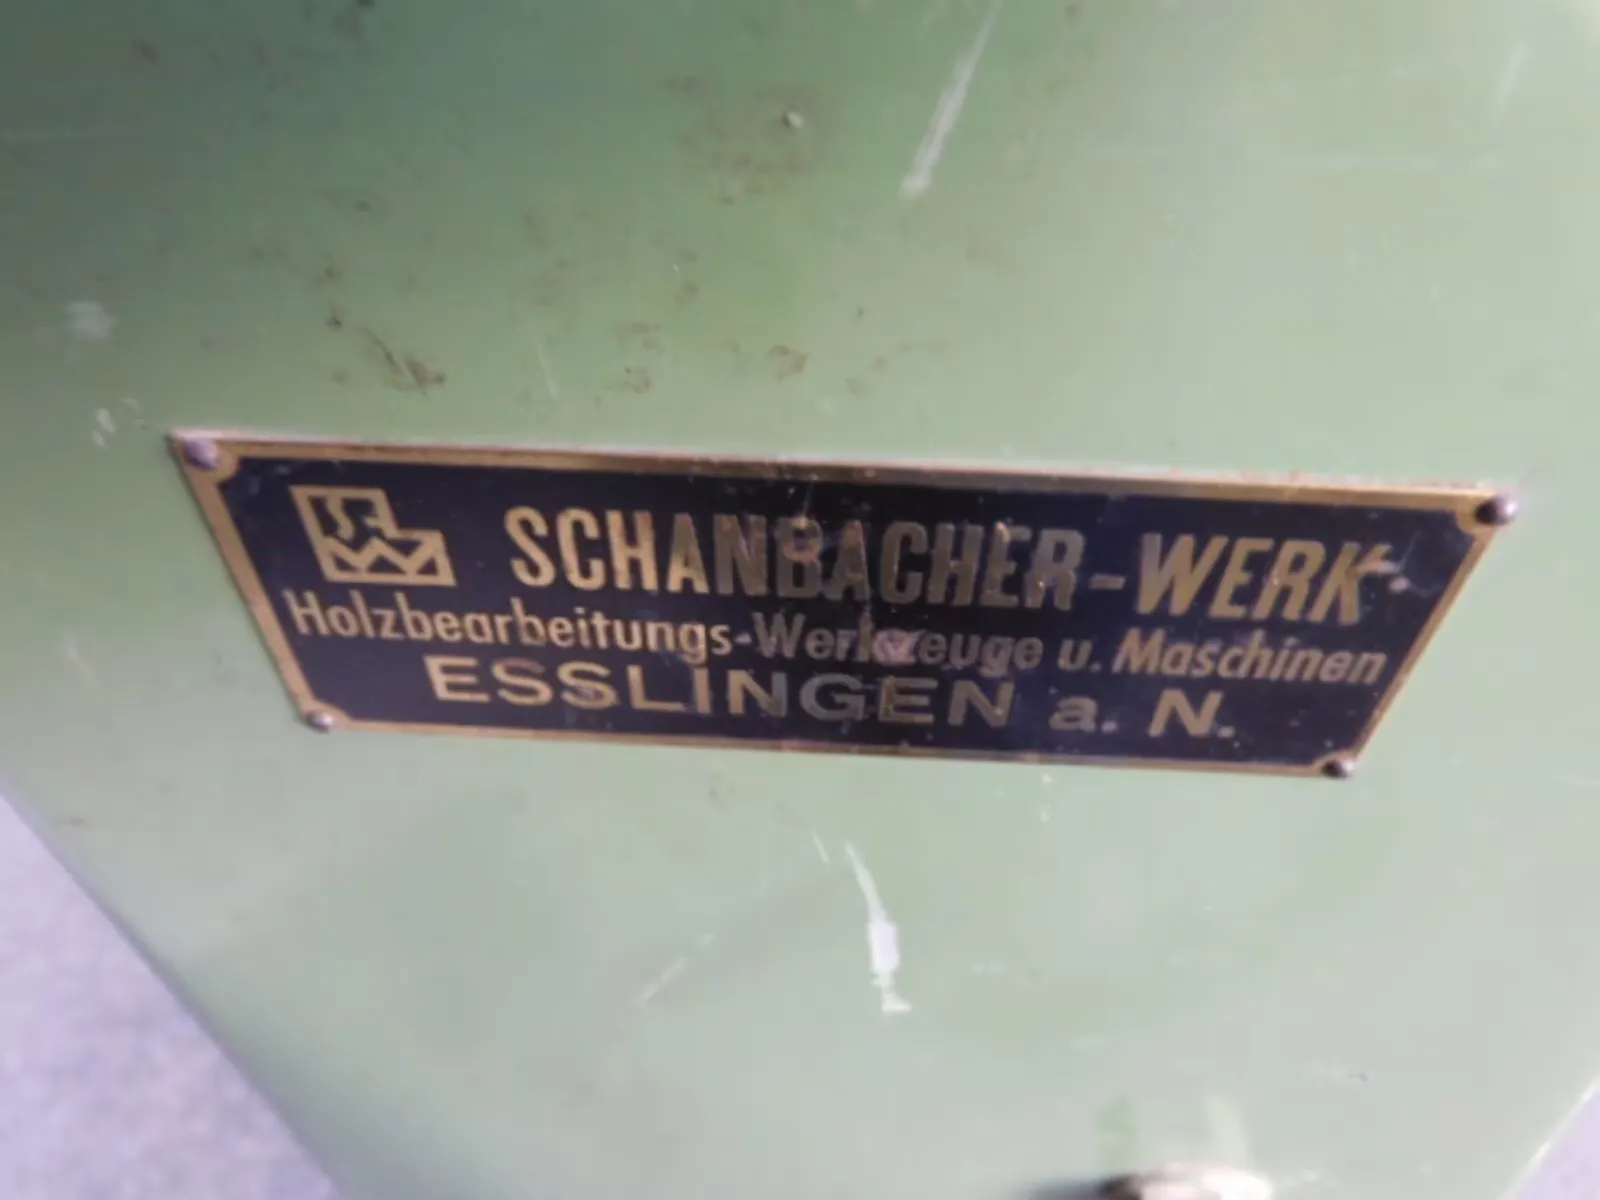 SCHANBACHER-WERK
Holzbearbeitungs-Werkzeuge u. Maschinen
ESSLINGEN a. N.